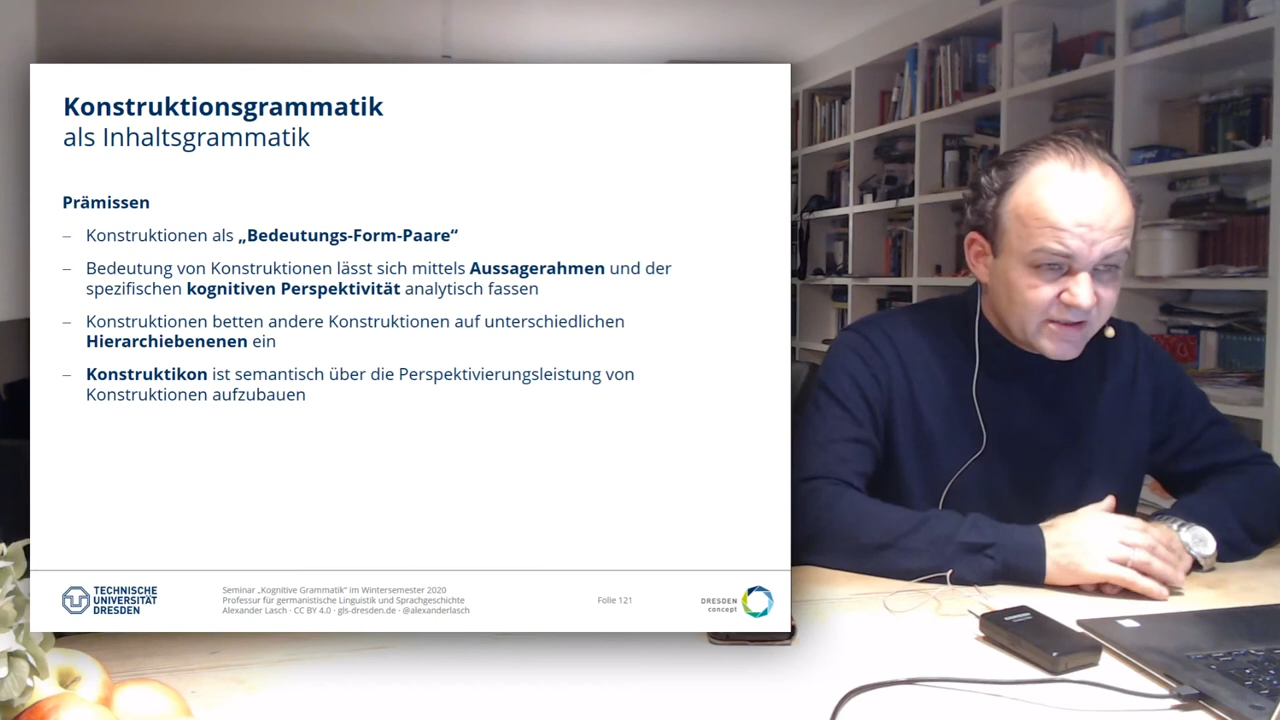 Konstruktionsgrammatik
als Inhaltsgrammatik
Prämissen
– Konstruktionen als „Bedeutungs-Form-Paare“
– Bedeutung von Konstruktionen lässt sich mittels Aussagerahmen und der
spezifischen kognitiven Perspektivität analytisch fassen
– Konstruktionen betten andere Konstruktionen auf unterschiedlichen
Hierarchiebenenen ein
– Konstruktikon ist semantisch über die Perspektivierungsleistung von
Konstruktionen aufzubauen
TECHNISCHE
UNIVERSITÄT
DRESDEN
Seminar „Kognitive Grammatik“ im Wintersemester 2020
Professur für germanistische Linguistik und Sprachgeschichte
Alexander Lasch · CC BY 4.0 · gls-dresden.de · @alexanderlasch
Folie 121
DRESDEN
concept